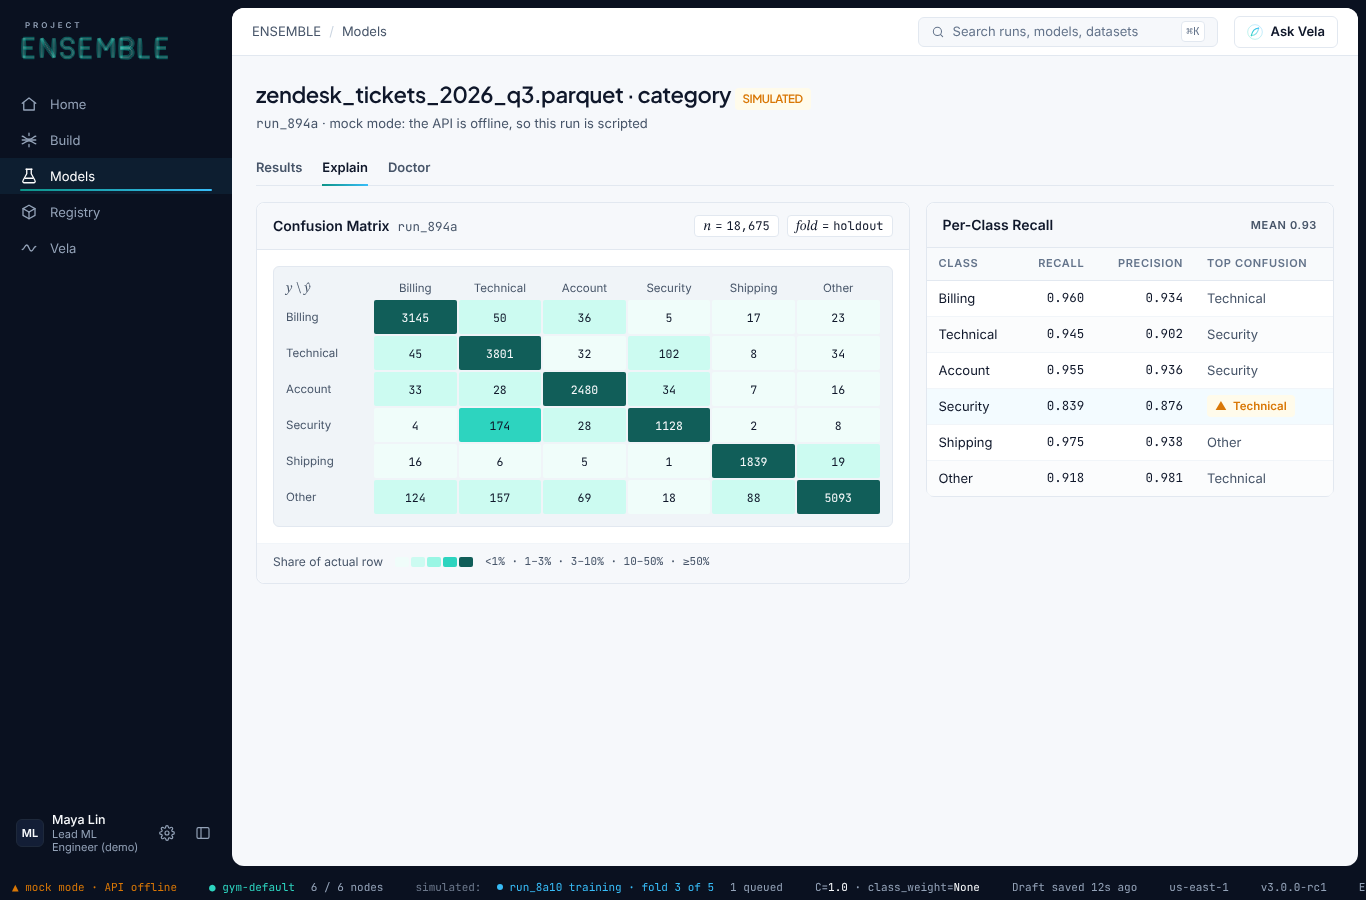 PROJECT
ENSEMBLE
Home
Build
Models
Registry
Vela
ML
Maya Lin
Lead ML
Engineer (demo)
ENSEMBLE / Models
Search runs, models, datasets
⌘K
Ask Vela
zendesk_tickets_2026_q3.parquet · category
SIMULATED
run_894a · mock mode: the API is offline, so this run is scripted
Results Explain Doctor
Confusion Matrix run_894a
n = 18,675
fold = holdout
y \ ŷ Billing Technical Account Security Shipping Other
Billing 3145 50 36 5 17 23
Technical 45 3801 32 102 8 34
Account 33 28 2480 34 7 16
Security 4 174 28 1128 2 8
Shipping 16 6 5 1 1839 19
Other 124 157 69 18 88 5093
Share of actual row <1% · 1–3% · 3–10% · 10–50% · ≥50%
Per-Class Recall MEAN 0.93
CLASS RECALL PRECISION TOP CONFUSION
Billing 0.960 0.934 Technical
Technical 0.945 0.902 Security
Account 0.955 0.936 Security
Security 0.839 0.876 ▲ Technical
Shipping 0.975 0.938 Other
Other 0.918 0.981 Technical
▲ mock mode · API offline ● gym-default 6 / 6 nodes simulated: ● run_8a10 training · fold 3 of 5 1 queued C=1.0 · class_weight=None Draft saved 12s ago us-east-1 v3.0.0-rc1 E